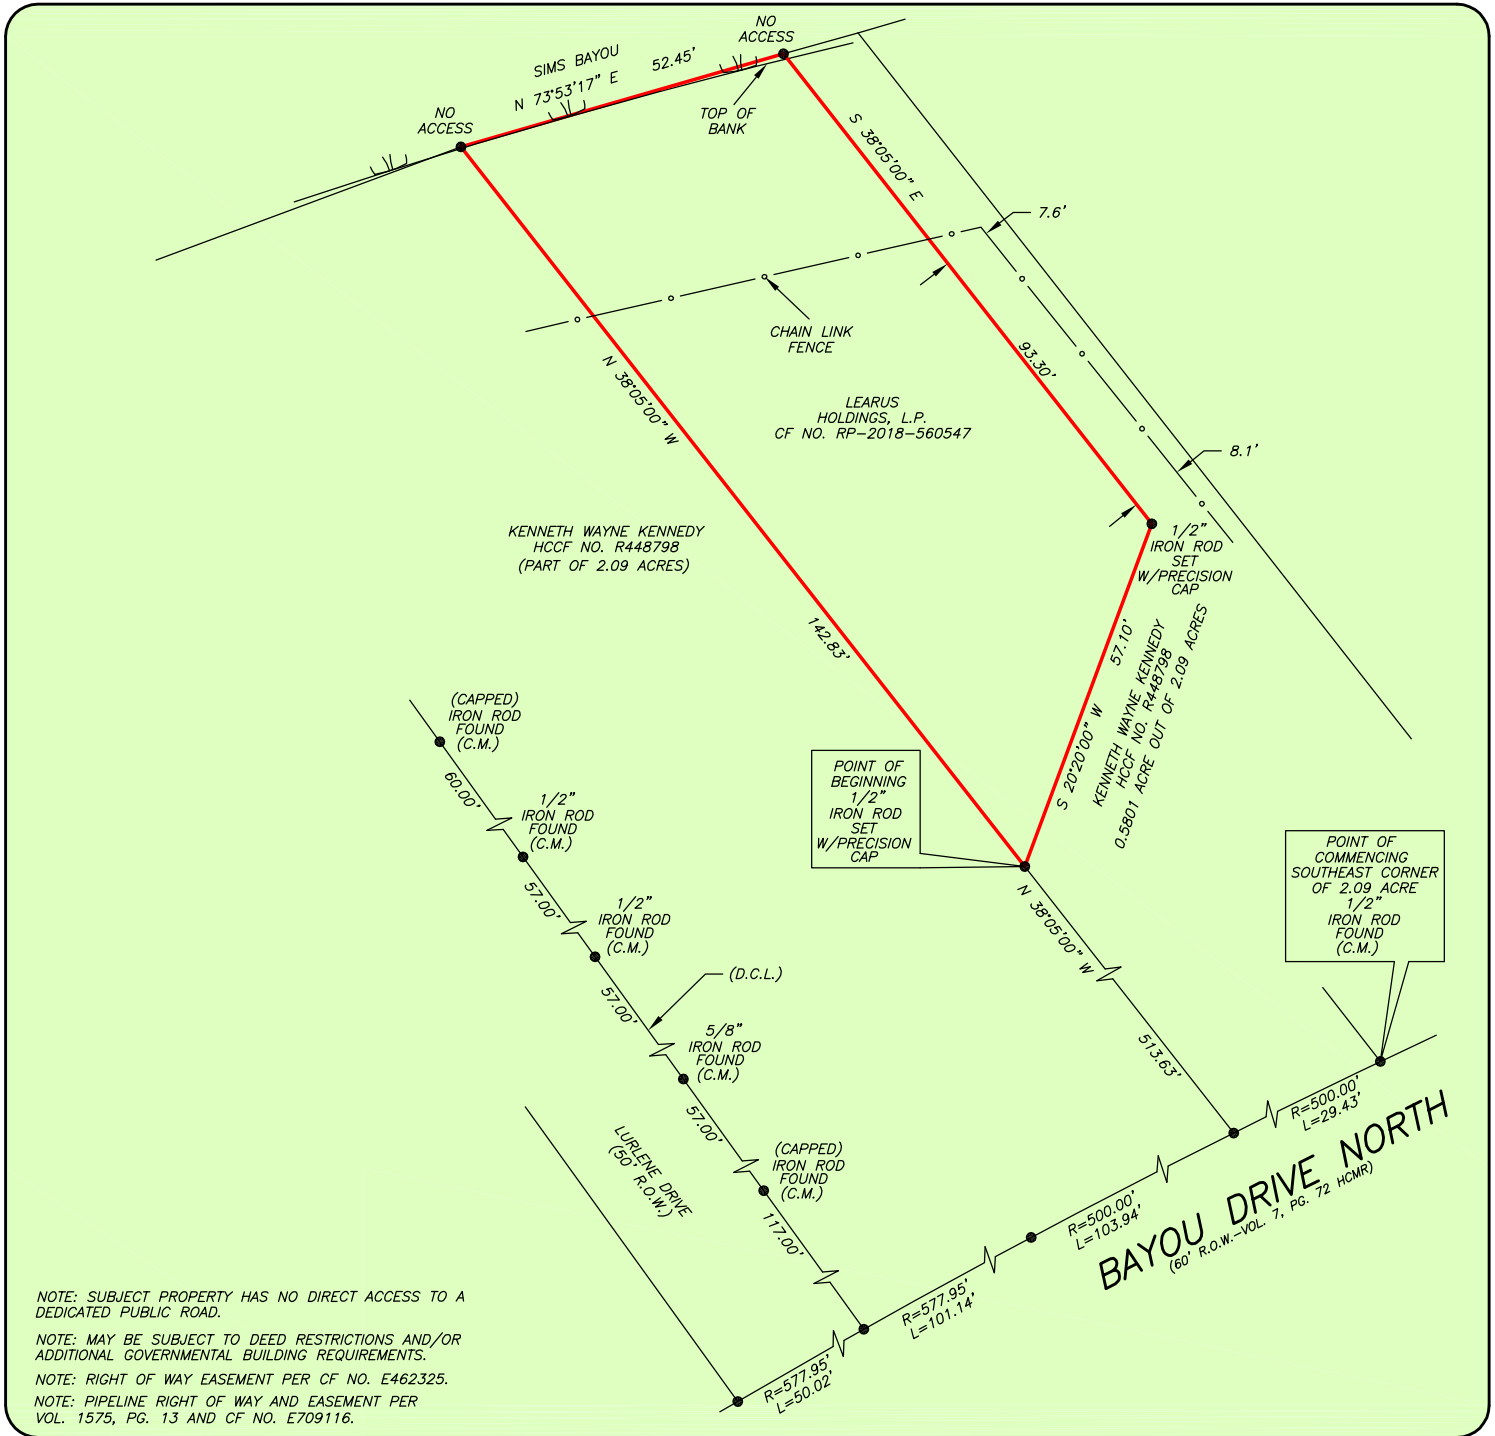 NO
ACCESS
SIMS BAYOU
N 73°53'17" E
52.45'
NO
ACCESS
TOP OF
BANK
S 38°05'00" E
7.6'
CHAIN LINK
FENCE
N 38°05'00" W
93.30'
LEARUS
HOLDINGS, L.P.
CF NO. RP-2018-560547
8.1'
KENNETH WAYNE KENNEDY
HCCF NO. R448798
(PART OF 2.09 ACRES)
1/2"
IRON ROD
SET
W/PRECISION
CAP
142.83'
57.10'
S 20°20'00" W
KENNETH WAYNE KENNEDY
HCCF NO. R448798
0.5801 ACRE OUT OF 2.09 ACRES
(CAPPED)
IRON ROD
FOUND
(C.M.)
60.00'
1/2"
IRON ROD
FOUND
(C.M.)
57.00'
1/2"
IRON ROD
FOUND
(C.M.)
57.00'
(D.C.L.)
5/8"
IRON ROD
FOUND
(C.M.)
57.00'
(CAPPED)
IRON ROD
FOUND
(C.M.)
117.00'
POINT OF
BEGINNING
1/2"
IRON ROD
SET
W/PRECISION
CAP
N 38°05'00" W
513.63'
POINT OF
COMMENCING
SOUTHEAST CORNER
OF 2.09 ACRE
1/2"
IRON ROD
FOUND
(C.M.)
R=500.00'
L=29.43'
R=500.00'
L=103.94'
BAYOU DRIVE NORTH
(60' R.O.W.-VOL. 7, PG. 72 HCMR)
LURLENE DRIVE
(50' R.O.W.)
R=577.95'
L=101.14'
R=577.95'
L=50.02'
NOTE: SUBJECT PROPERTY HAS NO DIRECT ACCESS TO A
DEDICATED PUBLIC ROAD.
NOTE: MAY BE SUBJECT TO DEED RESTRICTIONS AND/OR
ADDITIONAL GOVERNMENTAL BUILDING REQUIREMENTS.
NOTE: RIGHT OF WAY EASEMENT PER CF NO. E462325.
NOTE: PIPELINE RIGHT OF WAY AND EASEMENT PER
VOL. 1575, PG. 13 AND CF NO. E709116.